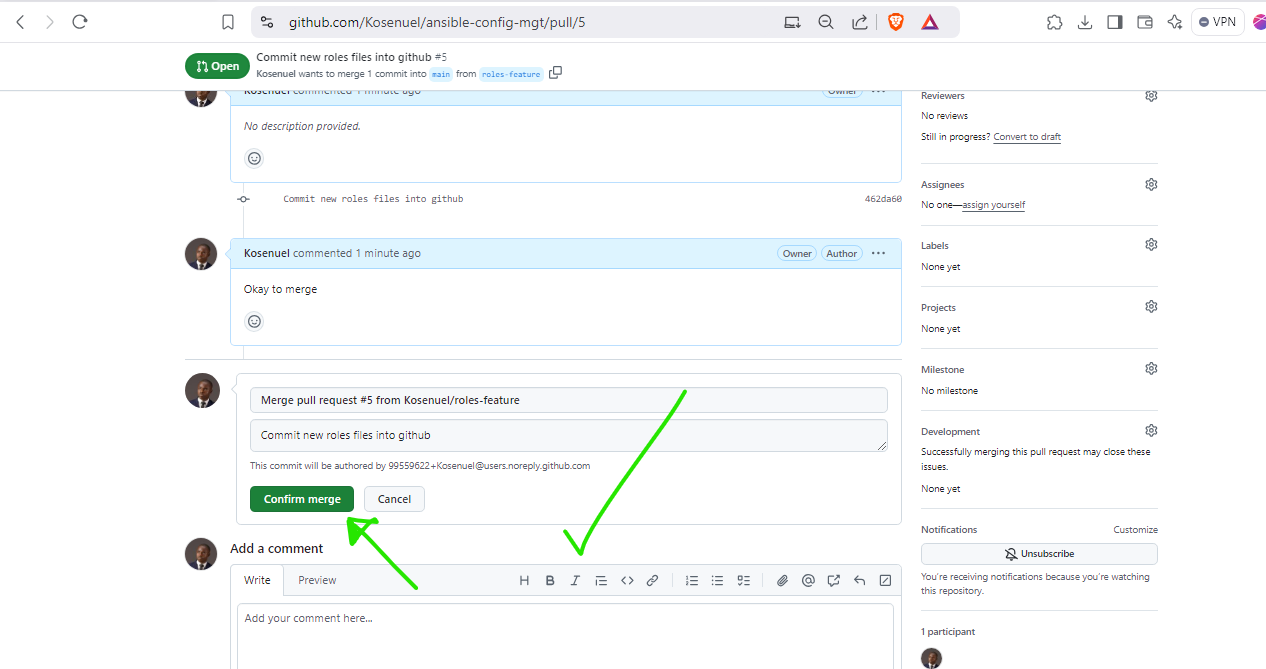 github.com/Kosenuel/ansible-config-mgt/pull/5
VPN
Open
Commit new roles files into github #5
Kosenuel wants to merge 1 commit into main from roles-feature
Kosenuel commented 1 minute ago
Owner
No description provided.
Commit new roles files into github 462da60
Kosenuel commented 1 minute ago
Owner Author
Okay to merge
Merge pull request #5 from Kosenuel/roles-feature
Commit new roles files into github
This commit will be authored by 99559622+Kosenuel@users.noreply.github.com
Confirm merge Cancel
Add a comment
Write Preview
H B I
Add your comment here...
Reviewers
No reviews
Still in progress? Convert to draft
Assignees
No one—assign yourself
Labels
None yet
Projects
None yet
Milestone
No milestone
Development
Successfully merging this pull request may close these
issues.
None yet
Notifications Customize
Unsubscribe
You're receiving notifications because you're watching
this repository.
1 participant